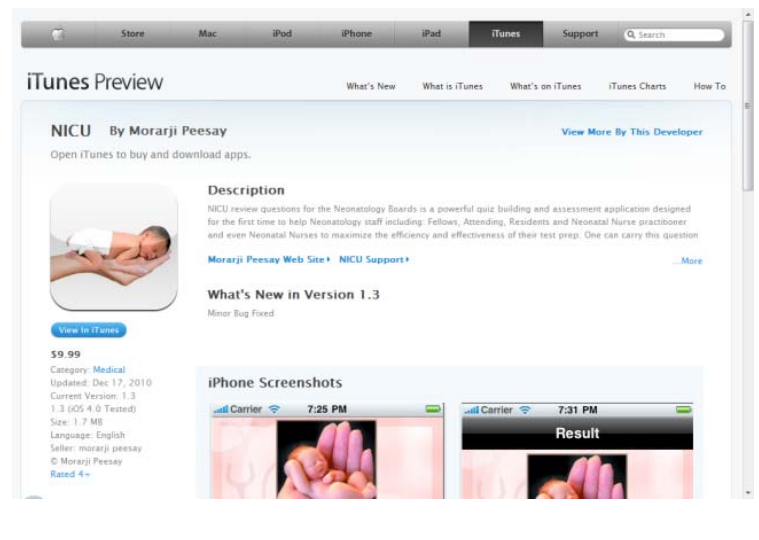 Store Mac iPod iPhone iPad iTunes Support Search
iTunes Preview
What's New What is iTunes What's on iTunes iTunes Charts How To
NICU By Morarji Peesay
View More By This Developer
Open iTunes to buy and download apps.
Description
NICU review questions for the Neonatology Boards is a powerful quiz building and assessment application designed
for the first time to help Neonatology staff including: Fellows, Attending, Residents and Neonatal Nurse practitioner
and even Neonatal Nurses to maximize the efficiency and effectiveness of their test prep. One can carry this question
Morarji Peesay Web Site NICU Support
...More
What's New in Version 1.3
Minor Bug Fixed
View In iTunes
$9.99
Category: Medical
Updated: Dec 17, 2010
Current Version: 1.3
1.3 (iOS 4.0 Tested)
Size: 1.7 MB
Language: English
Seller: morarji peesay
© Morarji Peesay
Rated 4+
iPhone Screenshots
Carrier 7:25 PM
Carrier 7:31 PM
Result